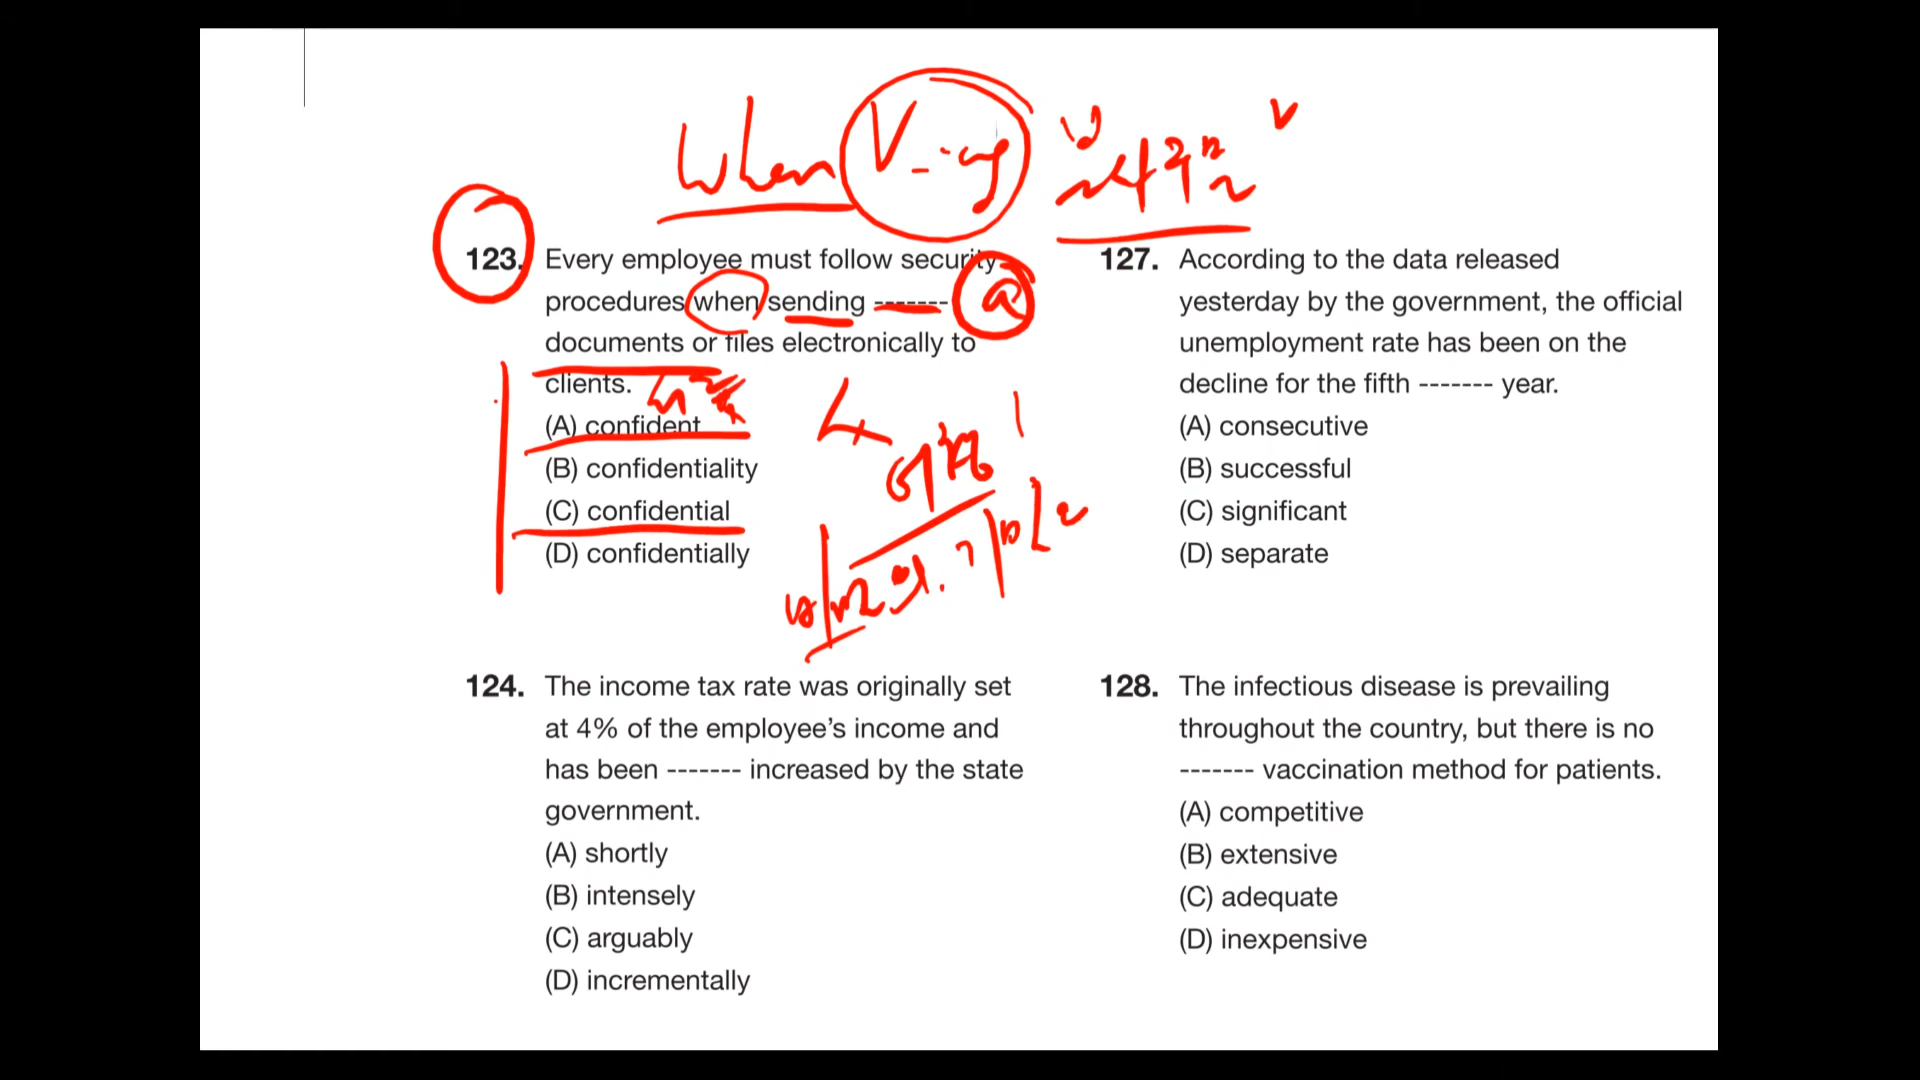 when V-ing
123. Every employee must follow security
procedures when sending ------- ⓐ
documents or files electronically to
clients.
(A) confident
(B) confidentiality
(C) confidential
(D) confidentially
124. The income tax rate was originally set
at 4% of the employee's income and
has been ------- increased by the state
government.
(A) shortly
(B) intensely
(C) arguably
(D) incrementally
127. According to the data released
yesterday by the government, the official
unemployment rate has been on the
decline for the fifth ------- year.
(A) consecutive
(B) successful
(C) significant
(D) separate
128. The infectious disease is prevailing
throughout the country, but there is no
------- vaccination method for patients.
(A) competitive
(B) extensive
(C) adequate
(D) inexpensive